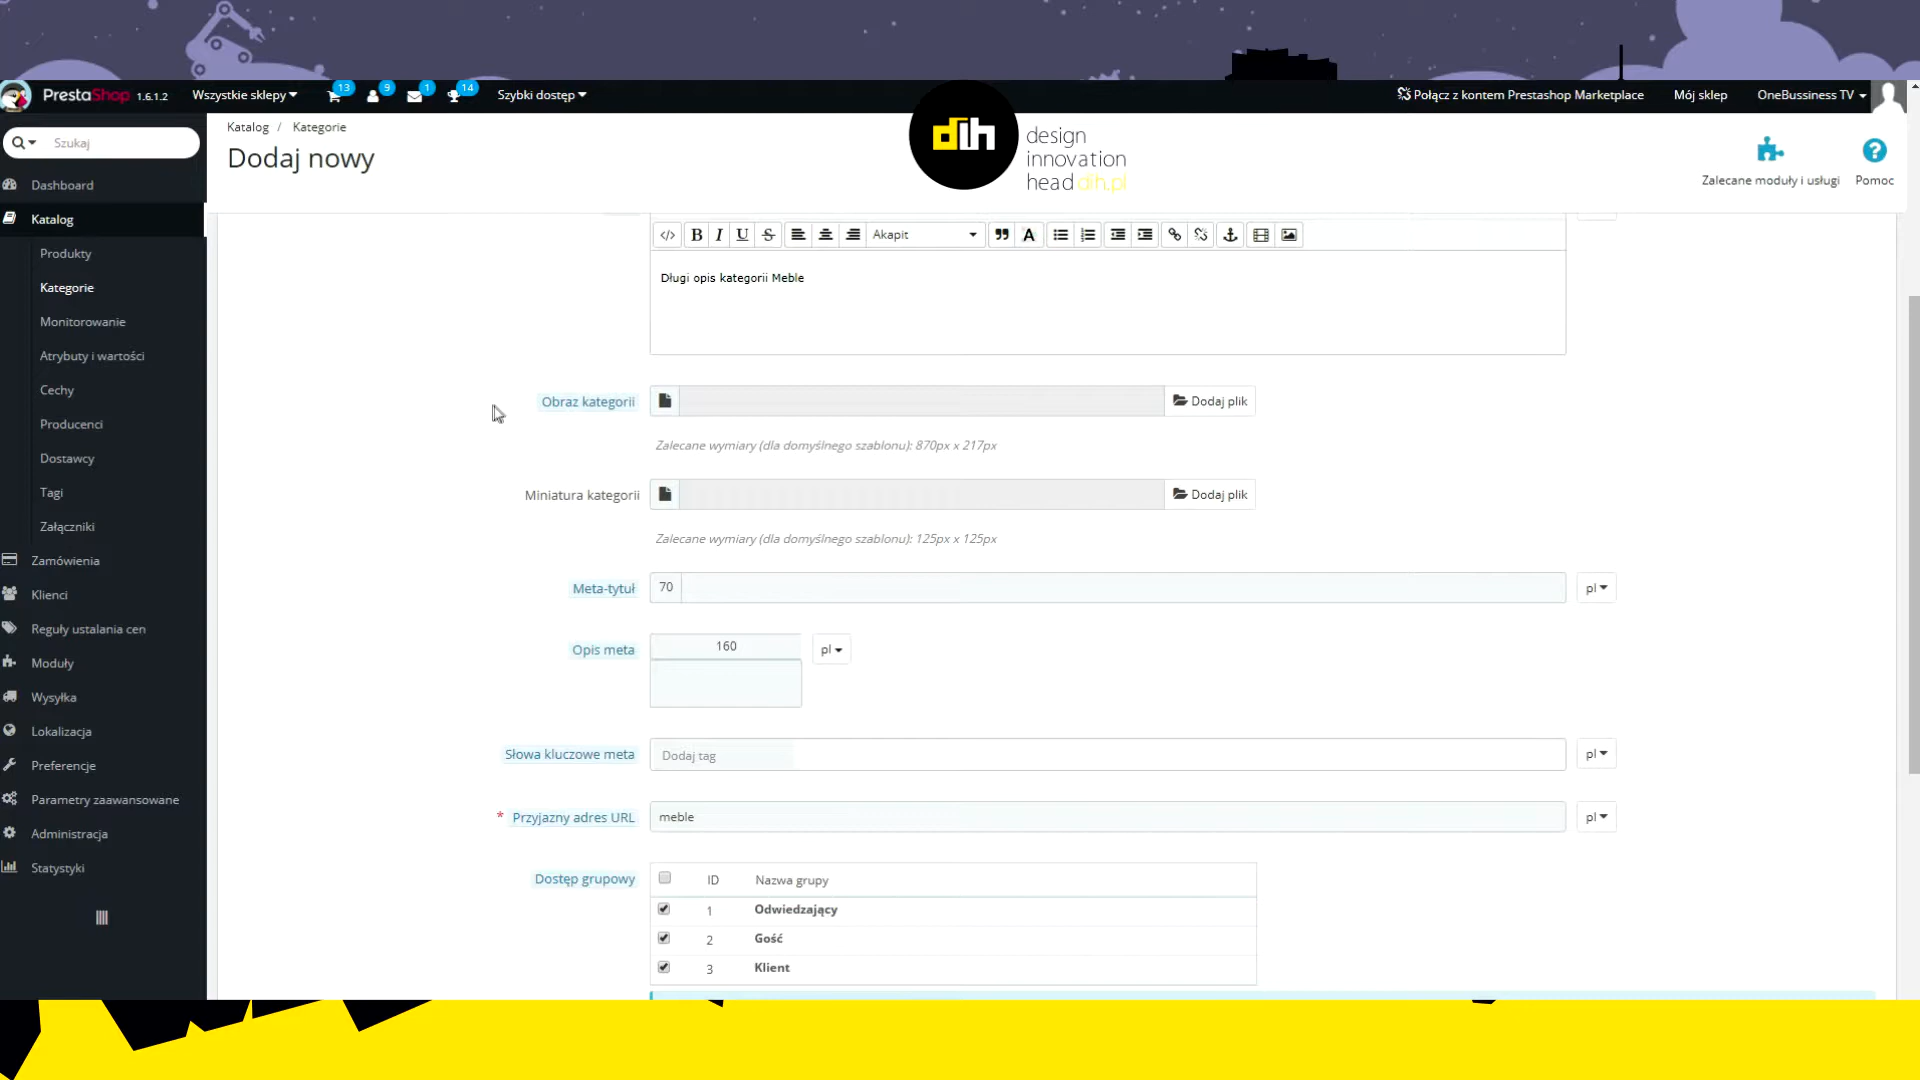 PrestaShop 1.6.1.2 Wszystkie sklepy 13 9 1 14 Szybki dostęp Połącz z kontem Prestashop Marketplace Mój sklep OneBussiness TV
Szukaj
Katalog / Kategorie
Dodaj nowy
dih
design
innovation
head dih.pl
Zalecane moduły i usługi
Pomoc
Dashboard
Katalog
Produkty
Kategorie
Monitorowanie
Atrybuty i wartości
Cechy
Producenci
Dostawcy
Tagi
Załączniki
Zamówienia
Klienci
Reguły ustalania cen
Moduły
Wysyłka
Lokalizacja
Preferencje
Parametry zaawansowane
Administracja
Statystyki
B I U S Akapit A
Długi opis kategorii Meble
Obraz kategorii Dodaj plik
Zalecane wymiary (dla domyślnego szablonu): 870px x 217px
Miniatura kategorii Dodaj plik
Zalecane wymiary (dla domyślnego szablonu): 125px x 125px
Meta-tytuł 70 pl
Opis meta 160 pl
Słowa kluczowe meta Dodaj tag pl
* Przyjazny adres URL meble pl
Dostęp grupowy ID Nazwa grupy
1 Odwiedzający
2 Gość
3 Klient